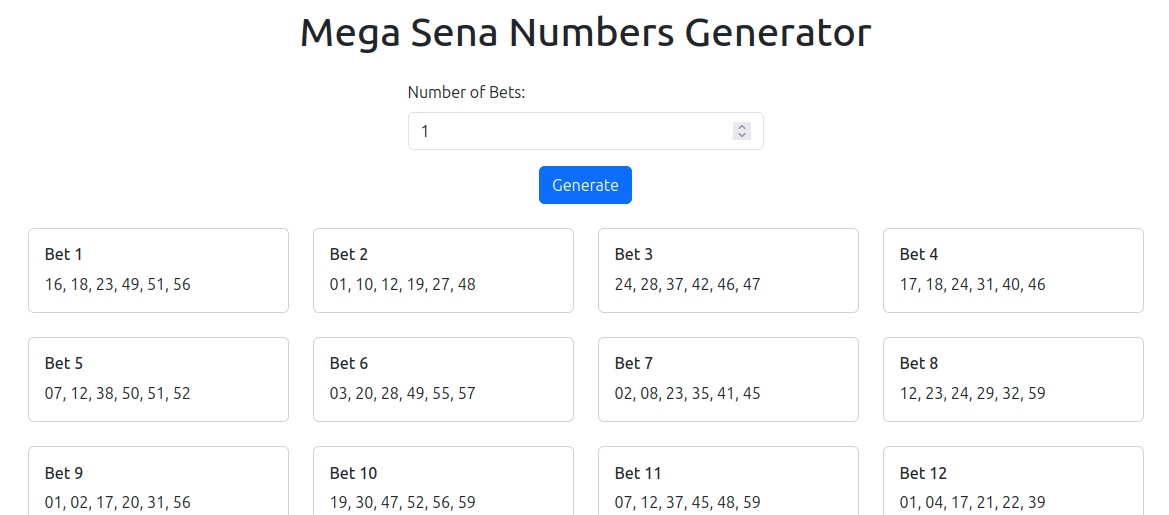 Mega Sena Numbers Generator
Number of Bets:
1
Generate
Bet 1
16, 18, 23, 49, 51, 56
Bet 2
01, 10, 12, 19, 27, 48
Bet 3
24, 28, 37, 42, 46, 47
Bet 4
17, 18, 24, 31, 40, 46
Bet 5
07, 12, 38, 50, 51, 52
Bet 6
03, 20, 28, 49, 55, 57
Bet 7
02, 08, 23, 35, 41, 45
Bet 8
12, 23, 24, 29, 32, 59
Bet 9
01, 02, 17, 20, 31, 56
Bet 10
19, 30, 47, 52, 56, 59
Bet 11
07, 12, 37, 45, 48, 59
Bet 12
01, 04, 17, 21, 22, 39